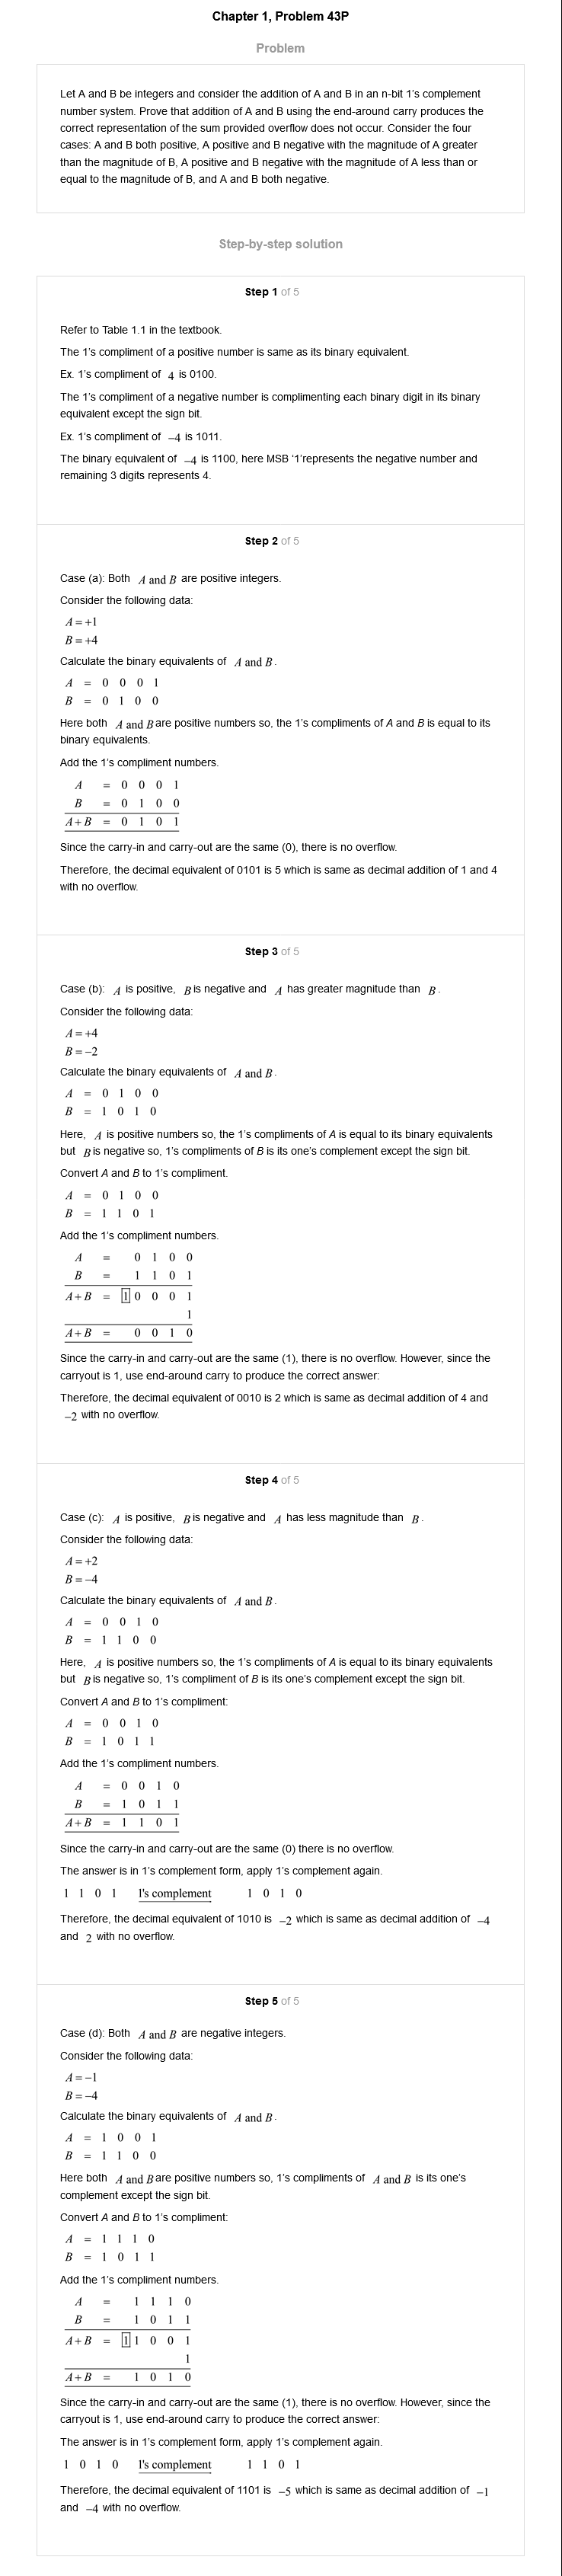 Chapter 1, Problem 43P
Problem
Let A and B be integers and consider the addition of A and B in an n-bit 1's complement
number system. Prove that addition of A and B using the end-around carry produces the
correct representation of the sum provided overflow does not occur. Consider the four
cases: A and B both positive, A positive and B negative with the magnitude of A greater
than the magnitude of B, A positive and B negative with the magnitude of A less than or
equal to the magnitude of B, and A and B both negative.
Step-by-step solution
Step 1 of 5
Refer to Table 1.1 in the textbook.
The 1's compliment of a positive number is same as its binary equivalent.
Ex. 1's compliment of 4 is 0100.
The 1's compliment of a negative number is complimenting each binary digit in its binary
equivalent except the sign bit.
Ex. 1's compliment of −4 is 1011.
The binary equivalent of −4 is 1100, here MSB '1'represents the negative number and
remaining 3 digits represents 4.
Step 2 of 5
Case (a): Both A and B are positive integers.
Consider the following data:
A = +1
B = +4
Calculate the binary equivalents of A and B.
A = 0 0 0 1
B = 0 1 0 0
Here both A and B are positive numbers so, the 1's compliments of A and B is equal to its
binary equivalents.
Add the 1's compliment numbers.
A = 0 0 0 1
B = 0 1 0 0
A + B = 0 1 0 1
Since the carry-in and carry-out are the same (0), there is no overflow.
Therefore, the decimal equivalent of 0101 is 5 which is same as decimal addition of 1 and 4
with no overflow.
Step 3 of 5
Case (b): A is positive, B is negative and A has greater magnitude than B.
Consider the following data:
A = +4
B = −2
Calculate the binary equivalents of A and B.
A = 0 1 0 0
B = 1 0 1 0
Here, A is positive numbers so, the 1's compliments of A is equal to its binary equivalents
but B is negative so, 1's compliments of B is its one's complement except the sign bit.
Convert A and B to 1's compliment.
A = 0 1 0 0
B = 1 1 0 1
Add the 1's compliment numbers.
A = 0 1 0 0
B = 1 1 0 1
A + B = 1 0 0 0 1
1
A + B = 0 0 1 0
Since the carry-in and carry-out are the same (1), there is no overflow. However, since the
carryout is 1, use end-around carry to produce the correct answer:
Therefore, the decimal equivalent of 0010 is 2 which is same as decimal addition of 4 and
−2 with no overflow.
Step 4 of 5
Case (c): A is positive, B is negative and A has less magnitude than B.
Consider the following data:
A = +2
B = −4
Calculate the binary equivalents of A and B.
A = 0 0 1 0
B = 1 1 0 0
Here, A is positive numbers so, the 1's compliments of A is equal to its binary equivalents
but B is negative so, 1's compliment of B is its one's complement except the sign bit.
Convert A and B to 1's compliment:
A = 0 0 1 0
B = 1 0 1 1
Add the 1's compliment numbers.
A = 0 0 1 0
B = 1 0 1 1
A + B = 1 1 0 1
Since the carry-in and carry-out are the same (0) there is no overflow.
The answer is in 1's complement form, apply 1's complement again.
1 1 0 1 1's complement 1 0 1 0
Therefore, the decimal equivalent of 1010 is −2 which is same as decimal addition of −4
and 2 with no overflow.
Step 5 of 5
Case (d): Both A and B are negative integers.
Consider the following data:
A = −1
B = −4
Calculate the binary equivalents of A and B.
A = 1 0 0 1
B = 1 1 0 0
Here both A and B are positive numbers so, 1's compliments of A and B is its one's
complement except the sign bit.
Convert A and B to 1's compliment:
A = 1 1 1 0
B = 1 0 1 1
Add the 1's compliment numbers.
A = 1 1 1 0
B = 1 0 1 1
A + B = 1 1 0 0 1
1
A + B = 1 0 1 0
Since the carry-in and carry-out are the same (1), there is no overflow. However, since the
carryout is 1, use end-around carry to produce the correct answer:
The answer is in 1's complement form, apply 1's complement again.
1 0 1 0 1's complement 1 1 0 1
Therefore, the decimal equivalent of 1101 is −5 which is same as decimal addition of −1
and −4 with no overflow.